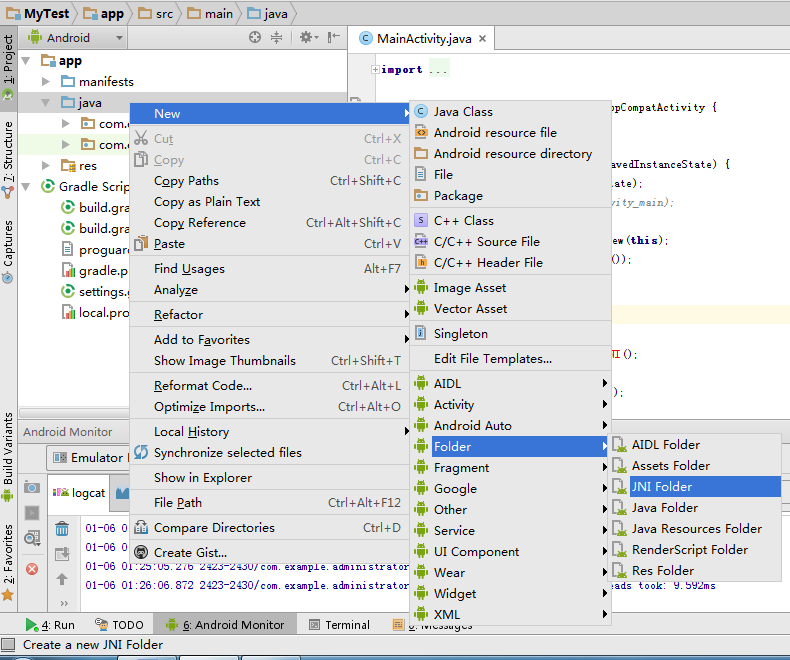 MyTest app src main java
Android
MainActivity.java
1: Project
7: Structure
Captures
Build Variants
2: Favorites
app
manifests
java
com.
com.
res
Gradle Scrip
build.gra
build.gra
proguar
gradle.p
settings.g
local.pro
import ...
ppCompatActivity {
avedInstanceState) {
ate);
ivity_main);
ew(this);
());
();
);
New
Cut Ctrl+X
Copy Ctrl+C
Copy Paths Ctrl+Shift+C
Copy as Plain Text
Copy Reference Ctrl+Alt+Shift+C
Paste Ctrl+V
Find Usages Alt+F7
Analyze
Refactor
Add to Favorites
Show Image Thumbnails Ctrl+Shift+T
Reformat Code... Ctrl+Alt+L
Optimize Imports... Ctrl+Alt+O
Local History
Synchronize selected files
Show in Explorer
File Path Ctrl+Alt+F12
Compare Directories Ctrl+D
Create Gist...
Java Class
Android resource file
Android resource directory
File
Package
C++ Class
C/C++ Source File
C/C++ Header File
Image Asset
Vector Asset
Singleton
Edit File Templates...
AIDL
Activity
Android Auto
Folder
Fragment
Google
Other
Service
UI Component
Wear
Widget
XML
AIDL Folder
Assets Folder
JNI Folder
Java Folder
Java Resources Folder
RenderScript Folder
Res Folder
Android Monitor
Emulator
logcat
01-06 0
01-06 0
01-06 01:25:05.276 2423-2430/com.example.administrator
01-06 01:26:06.872 2423-2430/com.example.administrator eads took: 9.592ms
4: Run TODO 6: Android Monitor Terminal 0: Messages
Create a new JNI Folder